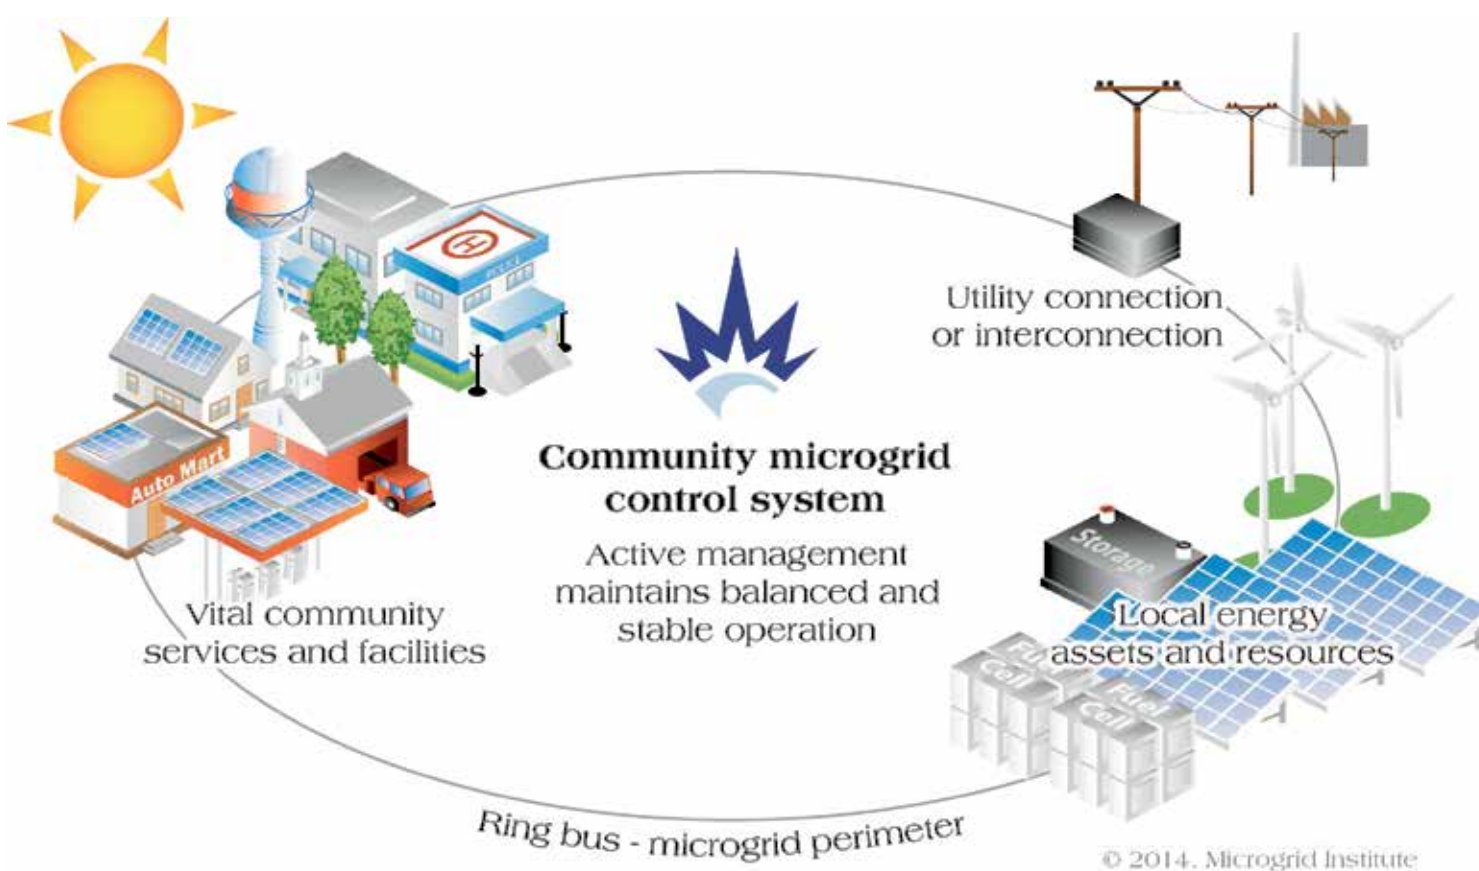 H
POLICE
Utility connection
or interconnection
Community microgrid
control system
Active management
maintains balanced and
stable operation
Auto Mart
Vital community
services and facilities
Storage
Local energy
assets and resources
Fuel
Cell
Fuel
Cell
Ring bus - microgrid perimeter
© 2014. Microgrid Institute